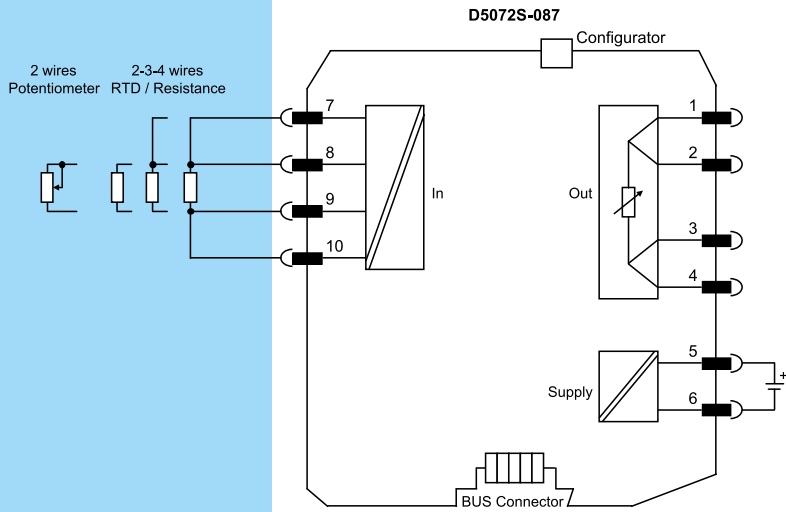 D5072S-087
Configurator
2 wires
Potentiometer
2-3-4 wires
RTD / Resistance
7
8
9
10
In
Out
1
2
3
4
5
6
Supply
+
BUS Connector